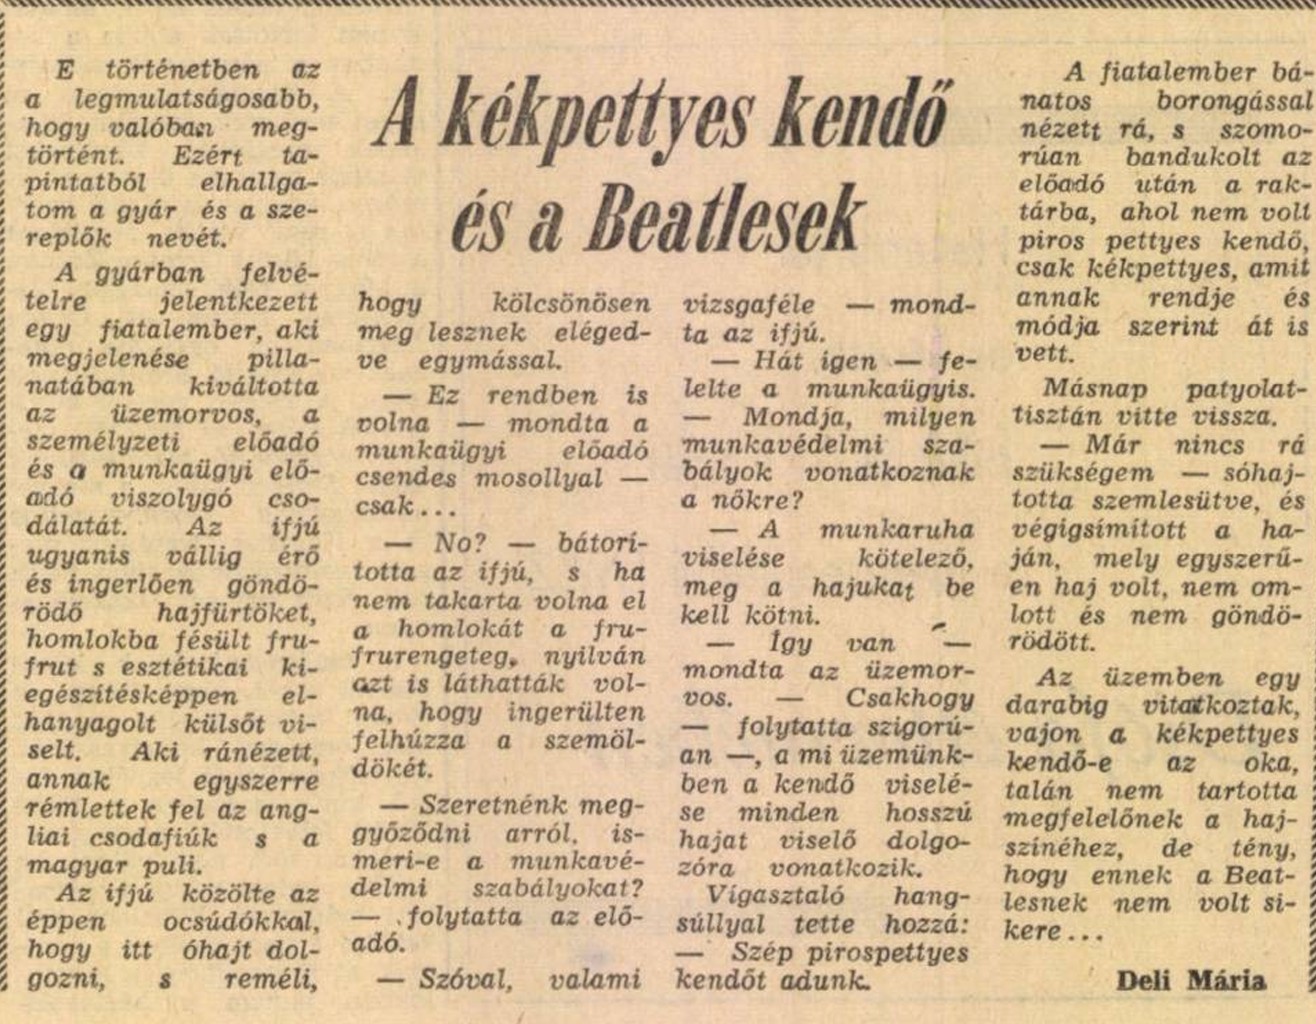 A kékpettyes kendő
és a Beatlesek
E történetben az
a legmulatságosabb,
hogy valóban meg-
történt. Ezért ta-
pintatból elhallga-
tom a gyár és a sze-
replők nevét.
A gyárban felvé-
telre jelentkezett
egy fiatalember, aki
megjelenése pilla-
natában kiváltotta
az üzemorvos, a
személyzeti előadó
és a munkaügyi elő-
adó viszolygó cso-
dálatát. Az ifjú
ugyanis vállig érő
és ingerlően göndö-
rödő hajfürtöket,
homlokba fésült fru-
frut s esztétikai ki-
egészítésképpen el-
hanyagolt külsőt vi-
selt. Aki ránézett,
annak egyszerre
rémlettek fel az ang-
liai csodafiúk s a
magyar puli.
Az ifjú közölte az
éppen ocsúdókkal,
hogy itt óhajt dol-
gozni, s reméli,
hogy kölcsönösen
meg lesznek eléged-
ve egymással.
— Ez rendben is
volna — mondta a
munkaügyi előadó
csendes mosollyal —
csak...
— No? — bátorí-
totta az ifjú, s ha
nem takarta volna el
a homlokát a fru-
frurengeteg, nyilván
azt is láthatták vol-
na, hogy ingerülten
felhúzza a szemöl-
dökét.
— Szeretnénk meg-
győződni arról, is-
meri-e a munkavé-
delmi szabályokat?
— folytatta az elő-
adó.
— Szóval, valami
vizsgaféle — mond-
ta az ifjú.
— Hát igen — fe-
lelte a munkaügyis.
— Mondja, milyen
munkavédelmi sza-
bályok vonatkoznak
a nőkre?
— A munkaruha
viselése kötelező,
meg a hajukat be
kell kötni.
— Így van —
mondta az üzemor-
vos. — Csakhogy
— folytatta szigorú-
an —, a mi üzemünk-
ben a kendő viselé-
se minden hosszú
hajat viselő dolgo-
zóra vonatkozik.
Vigasztaló hang-
súllyal tette hozzá:
— Szép pirospettyes
kendőt adunk.
A fiatalember bá-
natos borongással
nézett rá, s szomo-
rúan bandukolt az
előadó után a rak-
tárba, ahol nem volt
piros pettyes kendő,
csak kékpettyes, amit
annak rendje és
módja szerint át is
vett.
Másnap patyolat-
tisztán vitte vissza.
— Már nincs rá
szükségem — sóhaj-
totta szemlesütve, és
végigsimított a ha-
ján, mely egyszerű-
en haj volt, nem om-
lott és nem göndö-
rödött.
Az üzemben egy
darabig vitatkoztak,
vajon a kékpettyes
kendő-e az oka,
talán nem tartotta
megfelelőnek a haj-
színéhez, de tény,
hogy ennek a Beat-
lesnek nem volt si-
kere...
Deli Mária